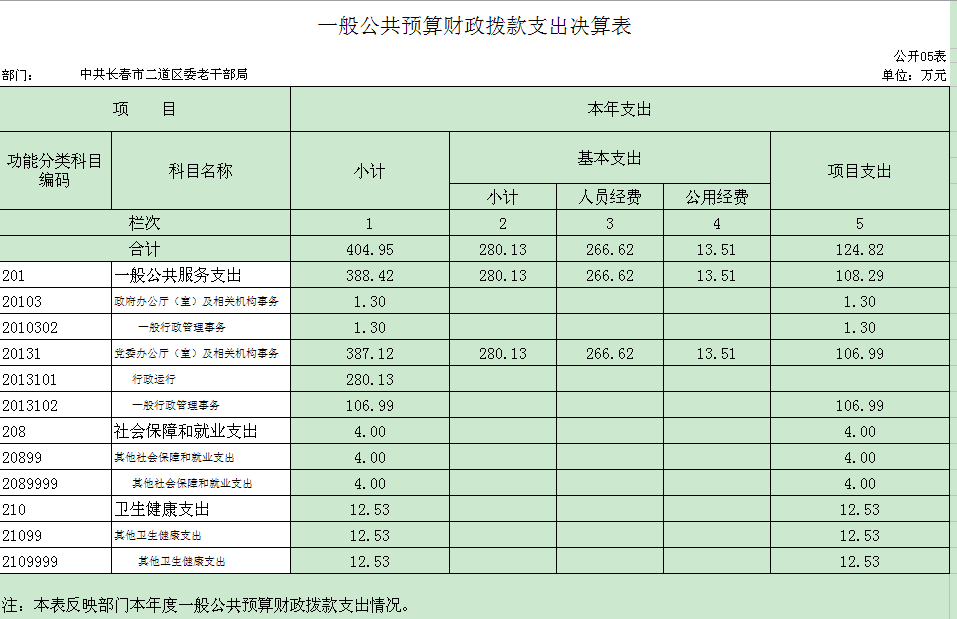 一般公共预算财政拨款支出决算表
公开05表
部门： 中共长春市二道区委老干部局 单位：万元
项 目 本年支出
功能分类科目编码 科目名称 小计 基本支出 项目支出
小计 人员经费 公用经费
栏次 1 2 3 4 5
合计 404.95 280.13 266.62 13.51 124.82
201 一般公共服务支出 388.42 280.13 266.62 13.51 108.29
20103 政府办公厅（室）及相关机构事务 1.30 1.30
2010302 一般行政管理事务 1.30 1.30
20131 党委办公厅（室）及相关机构事务 387.12 280.13 266.62 13.51 106.99
2013101 行政运行 280.13
2013102 一般行政管理事务 106.99 106.99
208 社会保障和就业支出 4.00 4.00
20899 其他社会保障和就业支出 4.00 4.00
2089999 其他社会保障和就业支出 4.00 4.00
210 卫生健康支出 12.53 12.53
21099 其他卫生健康支出 12.53 12.53
2109999 其他卫生健康支出 12.53 12.53
注：本表反映部门本年度一般公共预算财政拨款支出情况。